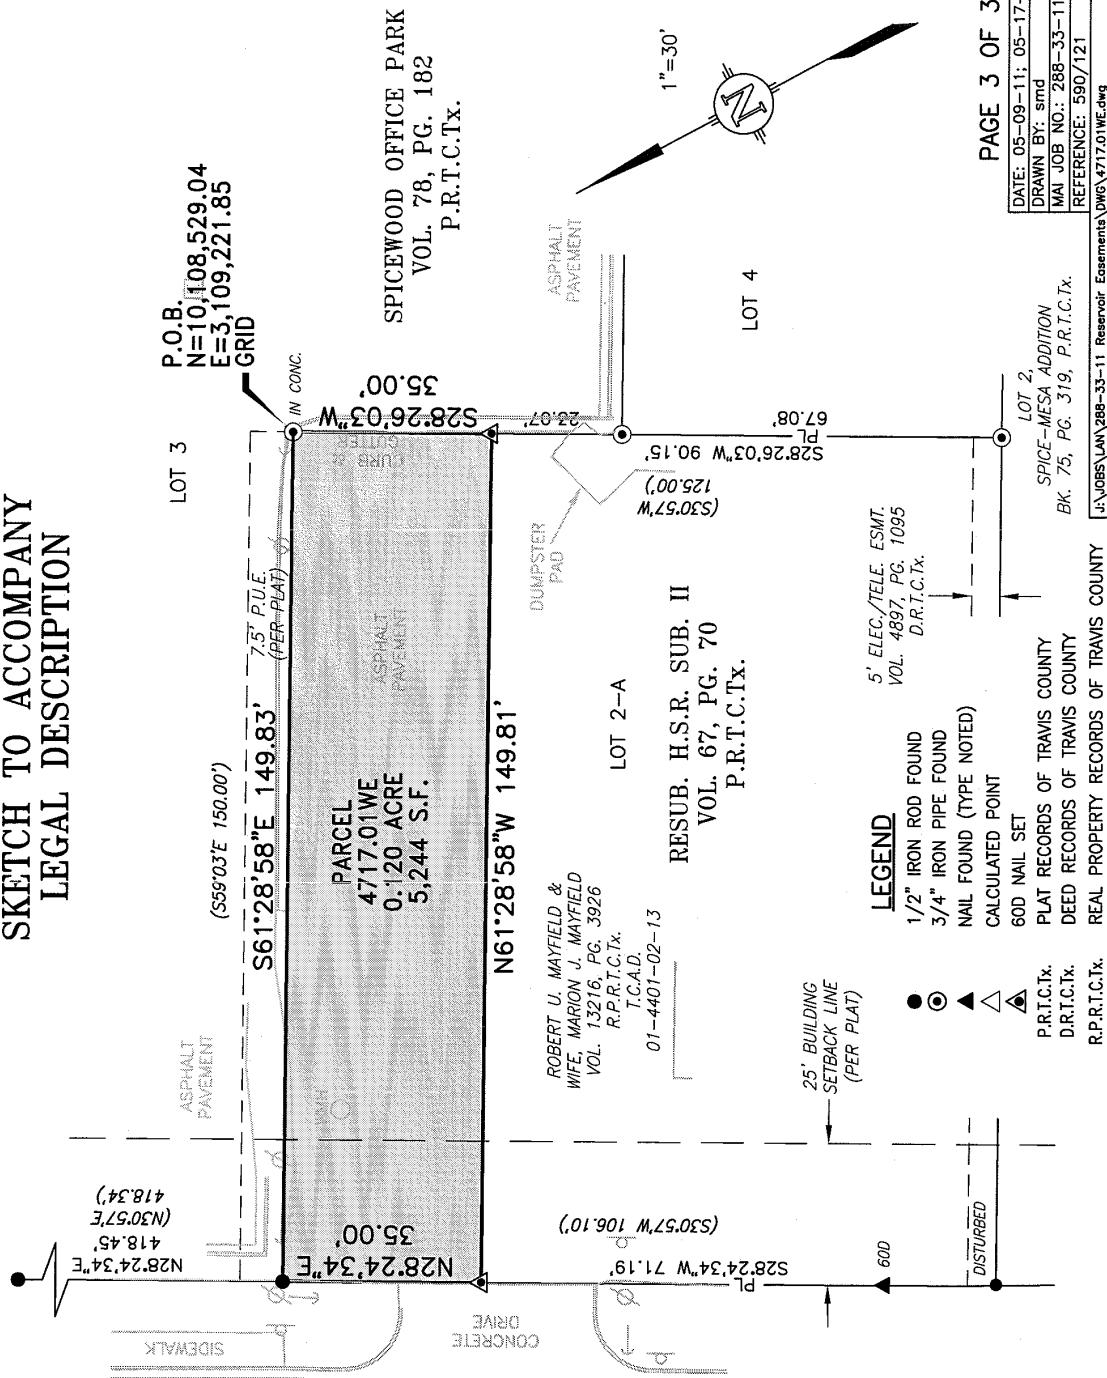 SKETCH TO ACCOMPANY
LEGAL DESCRIPTION
P.O.B.
N=10,108,529.04
E=3,109,221.85
GRID
IN CONC.
LOT 3
SPICEWOOD OFFICE PARK
VOL. 78, PG. 182
P.R.T.C.Tx.
1"=30'
N
7.5' P.U.E.
(PER PLAT)
(S59°03'E 150.00')
S61°28'58"E 149.83'
ASPHALT
PAVEMENT
CURB &
GUTTER
S28°26'03"W
35.00'
ASPHALT
PAVEMENT
PARCEL
4717.01WE
0.120 ACRE
5,244 S.F.
WMH
N61°28'58"W 149.81'
ASPHALT
PAVEMENT
N28°24'34"E
418.45'
(N30°57'E
418.34')
N28°24'34"E
35.00'
SIDEWALK
CONCRETE
DRIVE
23.07'
DUMPSTER
PAD
S28°26'03"W 90.15'
(S30°57'W
125.00')
67.08'
PL
LOT 4
LOT 2-A
RESUB. H.S.R. SUB. II
VOL. 67, PG. 70
P.R.T.C.Tx.
ROBERT U. MAYFIELD &
WIFE, MARION J. MAYFIELD
VOL. 13216, PG. 3926
R.P.R.T.C.Tx.
T.C.A.D.
01-4401-02-13
(S30°57'W 106.10')
S28°24'34"W 71.19'
PL
60D
DISTURBED
25' BUILDING
SETBACK LINE
(PER PLAT)
5' ELEC./TELE. ESMT.
VOL. 4897, PG. 1095
D.R.T.C.Tx.
LOT 2,
SPICE-MESA ADDITION
BK. 75, PG. 319, P.R.T.C.Tx.
LEGEND
1/2" IRON ROD FOUND
3/4" IRON PIPE FOUND
NAIL FOUND (TYPE NOTED)
CALCULATED POINT
60D NAIL SET
P.R.T.C.Tx. PLAT RECORDS OF TRAVIS COUNTY
D.R.T.C.Tx. DEED RECORDS OF TRAVIS COUNTY
R.P.R.T.C.Tx. REAL PROPERTY RECORDS OF TRAVIS COUNTY
PAGE 3 OF 3
DATE: 05-09-11; 05-17-
DRAWN BY: smd
MAI JOB NO.: 288-33-11
REFERENCE: 590/121
J:\JOBS\LAN\288-33-11 Reservoir Easements\DWG\4717.01WE.dwg